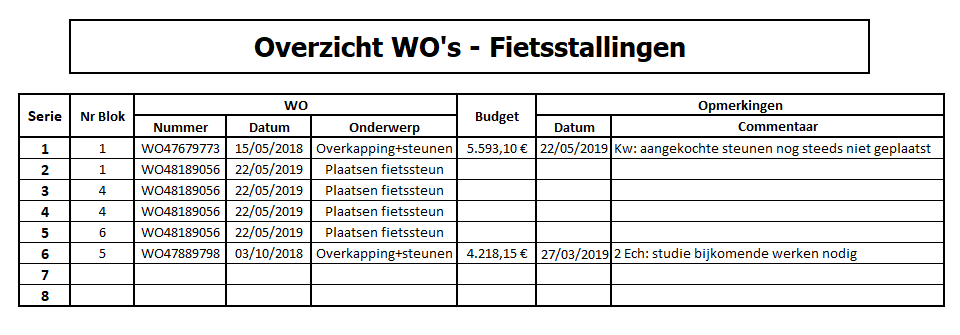 Overzicht WO's - Fietsstallingen
Serie Nr Blok WO Budget Opmerkingen
Nummer Datum Onderwerp Datum Commentaar
1 1 WO47679773 15/05/2018 Overkapping+steunen 5.593,10 € 22/05/2019 Kw: aangekochte steunen nog steeds niet geplaatst
2 1 WO48189056 22/05/2019 Plaatsen fietssteun
3 4 WO48189056 22/05/2019 Plaatsen fietssteun
4 4 WO48189056 22/05/2019 Plaatsen fietssteun
5 6 WO48189056 22/05/2019 Plaatsen fietssteun
6 5 WO47889798 03/10/2018 Overkapping+steunen 4.218,15 € 27/03/2019 2 Ech: studie bijkomende werken nodig
7
8